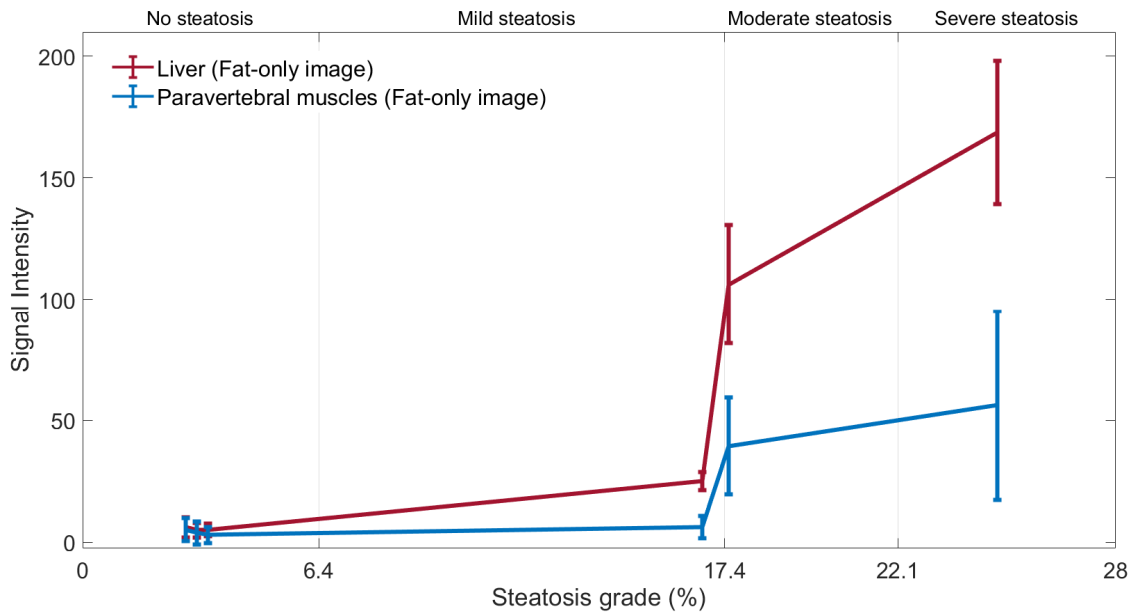 No steatosis Mild steatosis Moderate steatosis Severe steatosis
Liver (Fat-only image)
Paravertebral muscles (Fat-only image)
Signal Intensity
200
150
100
50
0
0 6.4 17.4 22.1 28
Steatosis grade (%)